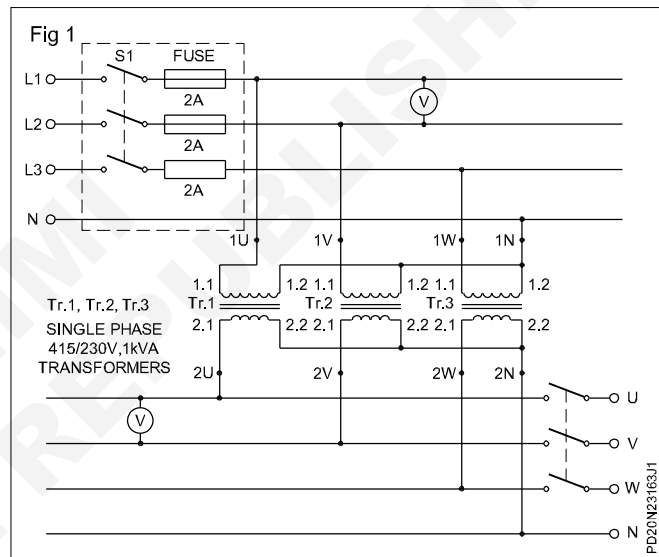 Fig 1
S1 FUSE
L1
2A
V
L2
2A
L3
2A
N
1U 1V 1W 1N
1.1 1.2 1.1 1.2 1.1 1.2
Tr.1 Tr.2 Tr.3
2.1 2.2 2.1 2.2 2.1 2.2
Tr.1, Tr.2, Tr.3
SINGLE PHASE
415/230V,1kVA
TRANSFORMERS
2U 2V 2W 2N
U
V
V
W
N
PD20N23163J1
REPUBLISH
IMI
REPUBLISH